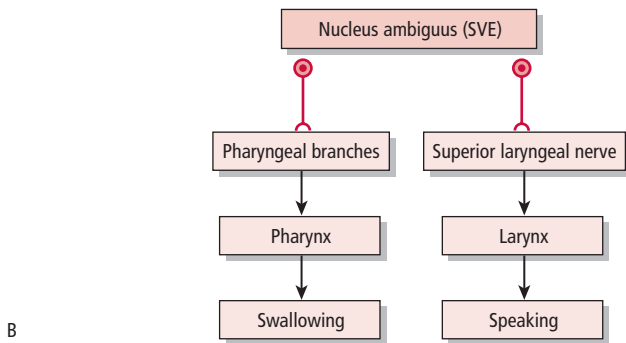 Nucleus ambiguus (SVE)
Pharyngeal branches
Superior laryngeal nerve
Pharynx
Larynx
Swallowing
Speaking
B